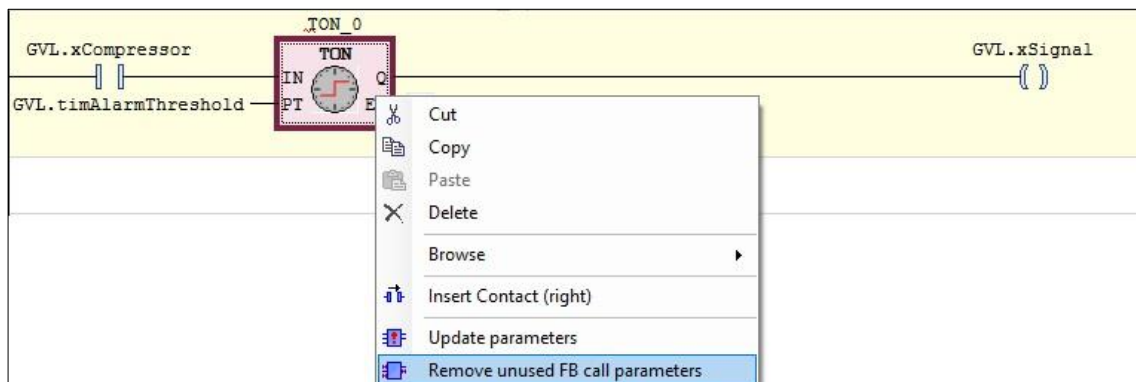 TON_0
GVL.xCompressor
TON
GVL.xSignal
IN
Q
GVL.timAlarmThreshold
PT
E
Cut
Copy
Paste
Delete
Browse
Insert Contact (right)
Update parameters
Remove unused FB call parameters